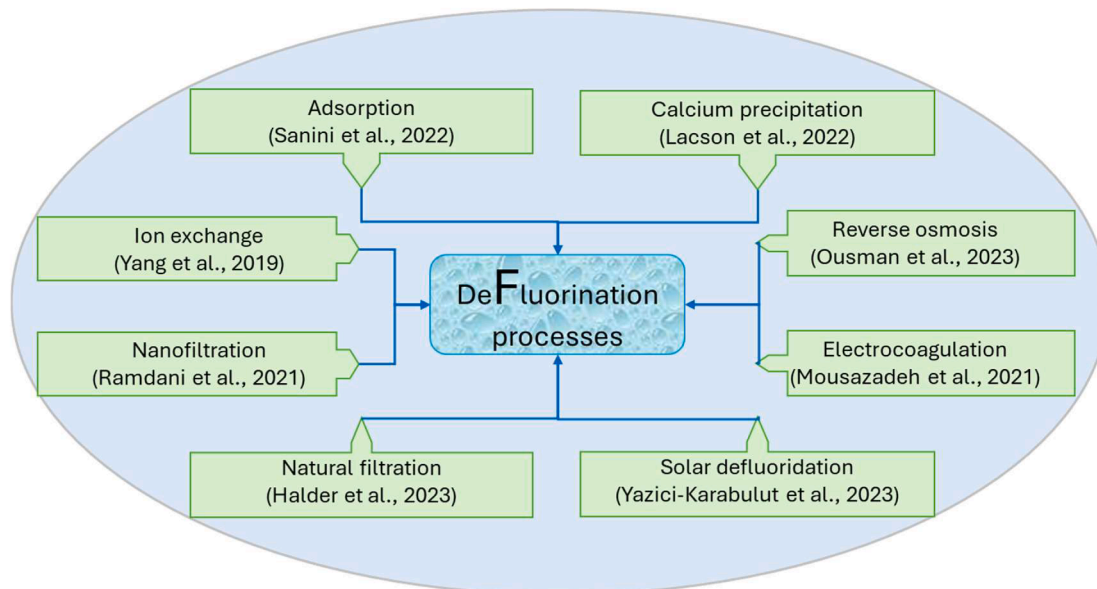 Adsorption
(Sanini et al., 2022)
Calcium precipitation
(Lacson et al., 2022)
Ion exchange
(Yang et al., 2019)
Reverse osmosis
(Ousman et al., 2023)
DeFluorination
processes
Nanofiltration
(Ramdani et al., 2021)
Electrocoagulation
(Mousazadeh et al., 2021)
Natural filtration
(Halder et al., 2023)
Solar defluoridation
(Yazici-Karabulut et al., 2023)